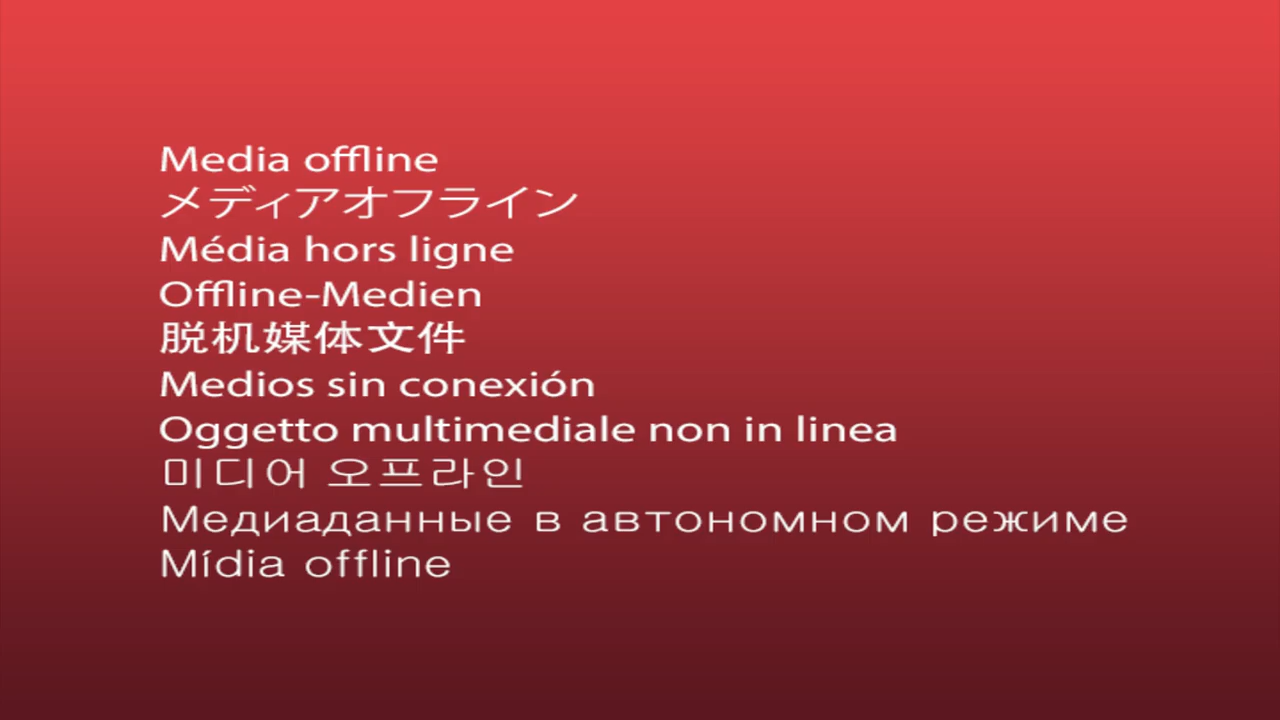 Media offline
メディアオフライン
Média hors ligne
Offline-Medien
脱机媒体文件
Medios sin conexión
Oggetto multimediale non in linea
미디어 오프라인
Медиаданные в автономном режиме
Mídia offline